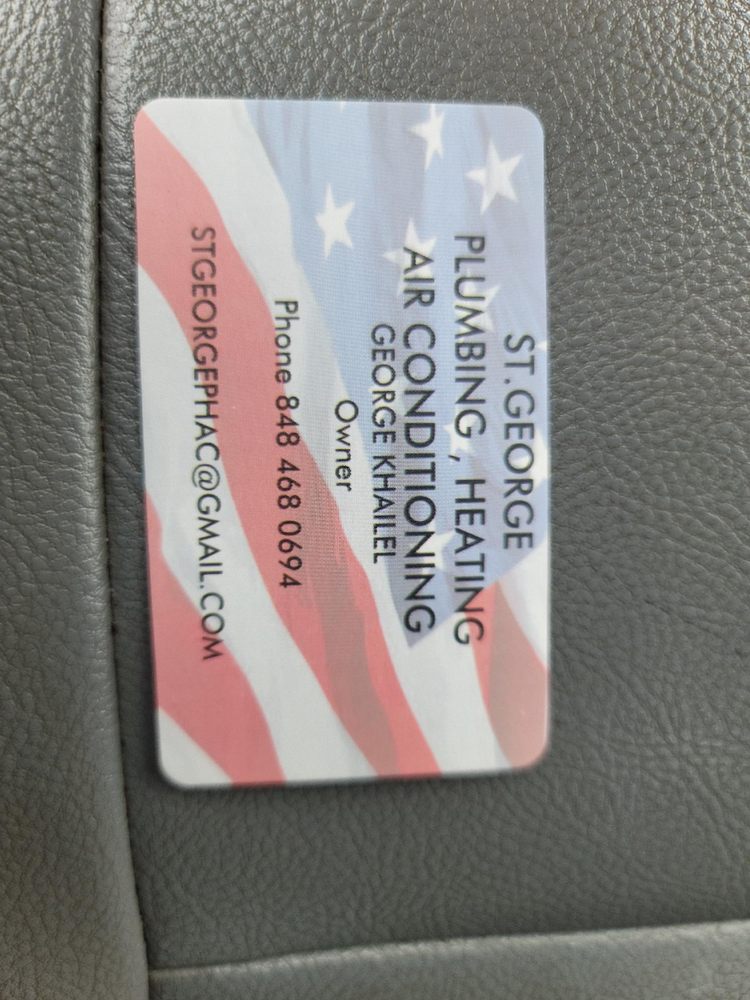 ST.GEORGE
PLUMBING , HEATING
AIR CONDITIONING
GEORGE KHAILEL
Owner
Phone 848 468 0694
STGEORGEPHAC@GMAIL.COM